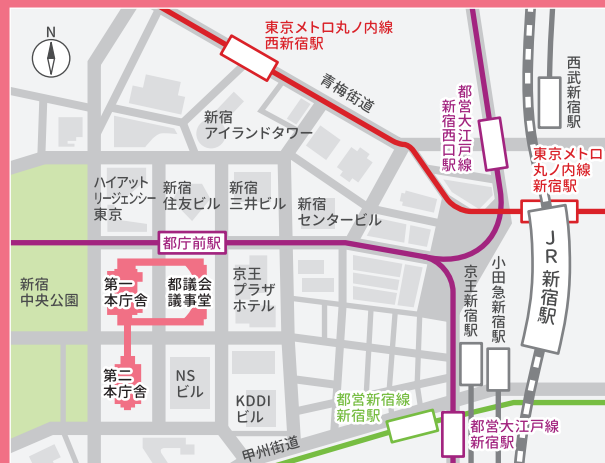 N
東京メトロ丸ノ内線
西新宿駅
青梅街道
新宿
アイランドタワー
都営大江戸線
新宿西口駅
西武新宿駅
東京メトロ
丸ノ内線
新宿駅
ハイアット
リージェンシー
東京
新宿
住友ビル
新宿
三井ビル
新宿
センタービル
都庁前駅
JR新宿駅
新宿
中央公園
第一
本庁舎
都議会
議事堂
京王
プラザ
ホテル
京王新宿駅
小田急新宿駅
第二
本庁舎
NS
ビル
KDDI
ビル
都営新宿線
新宿駅
都営大江戸線
新宿駅
甲州街道